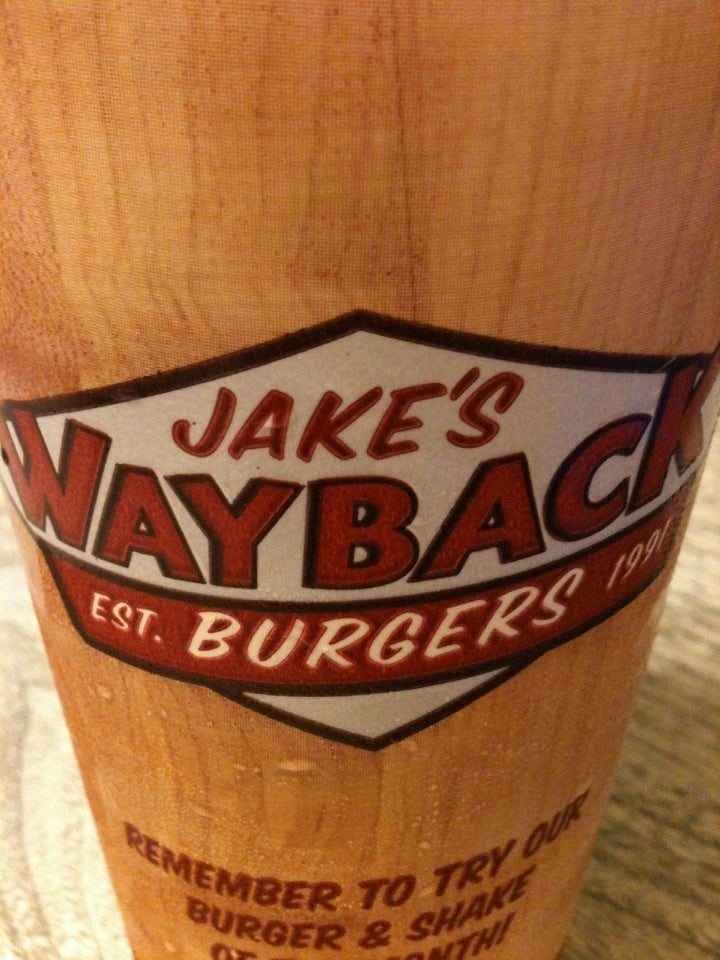 JAKE'S
WAYBACK
EST. BURGERS
REMEMBER TO TRY OUR
BURGER & SHAKE